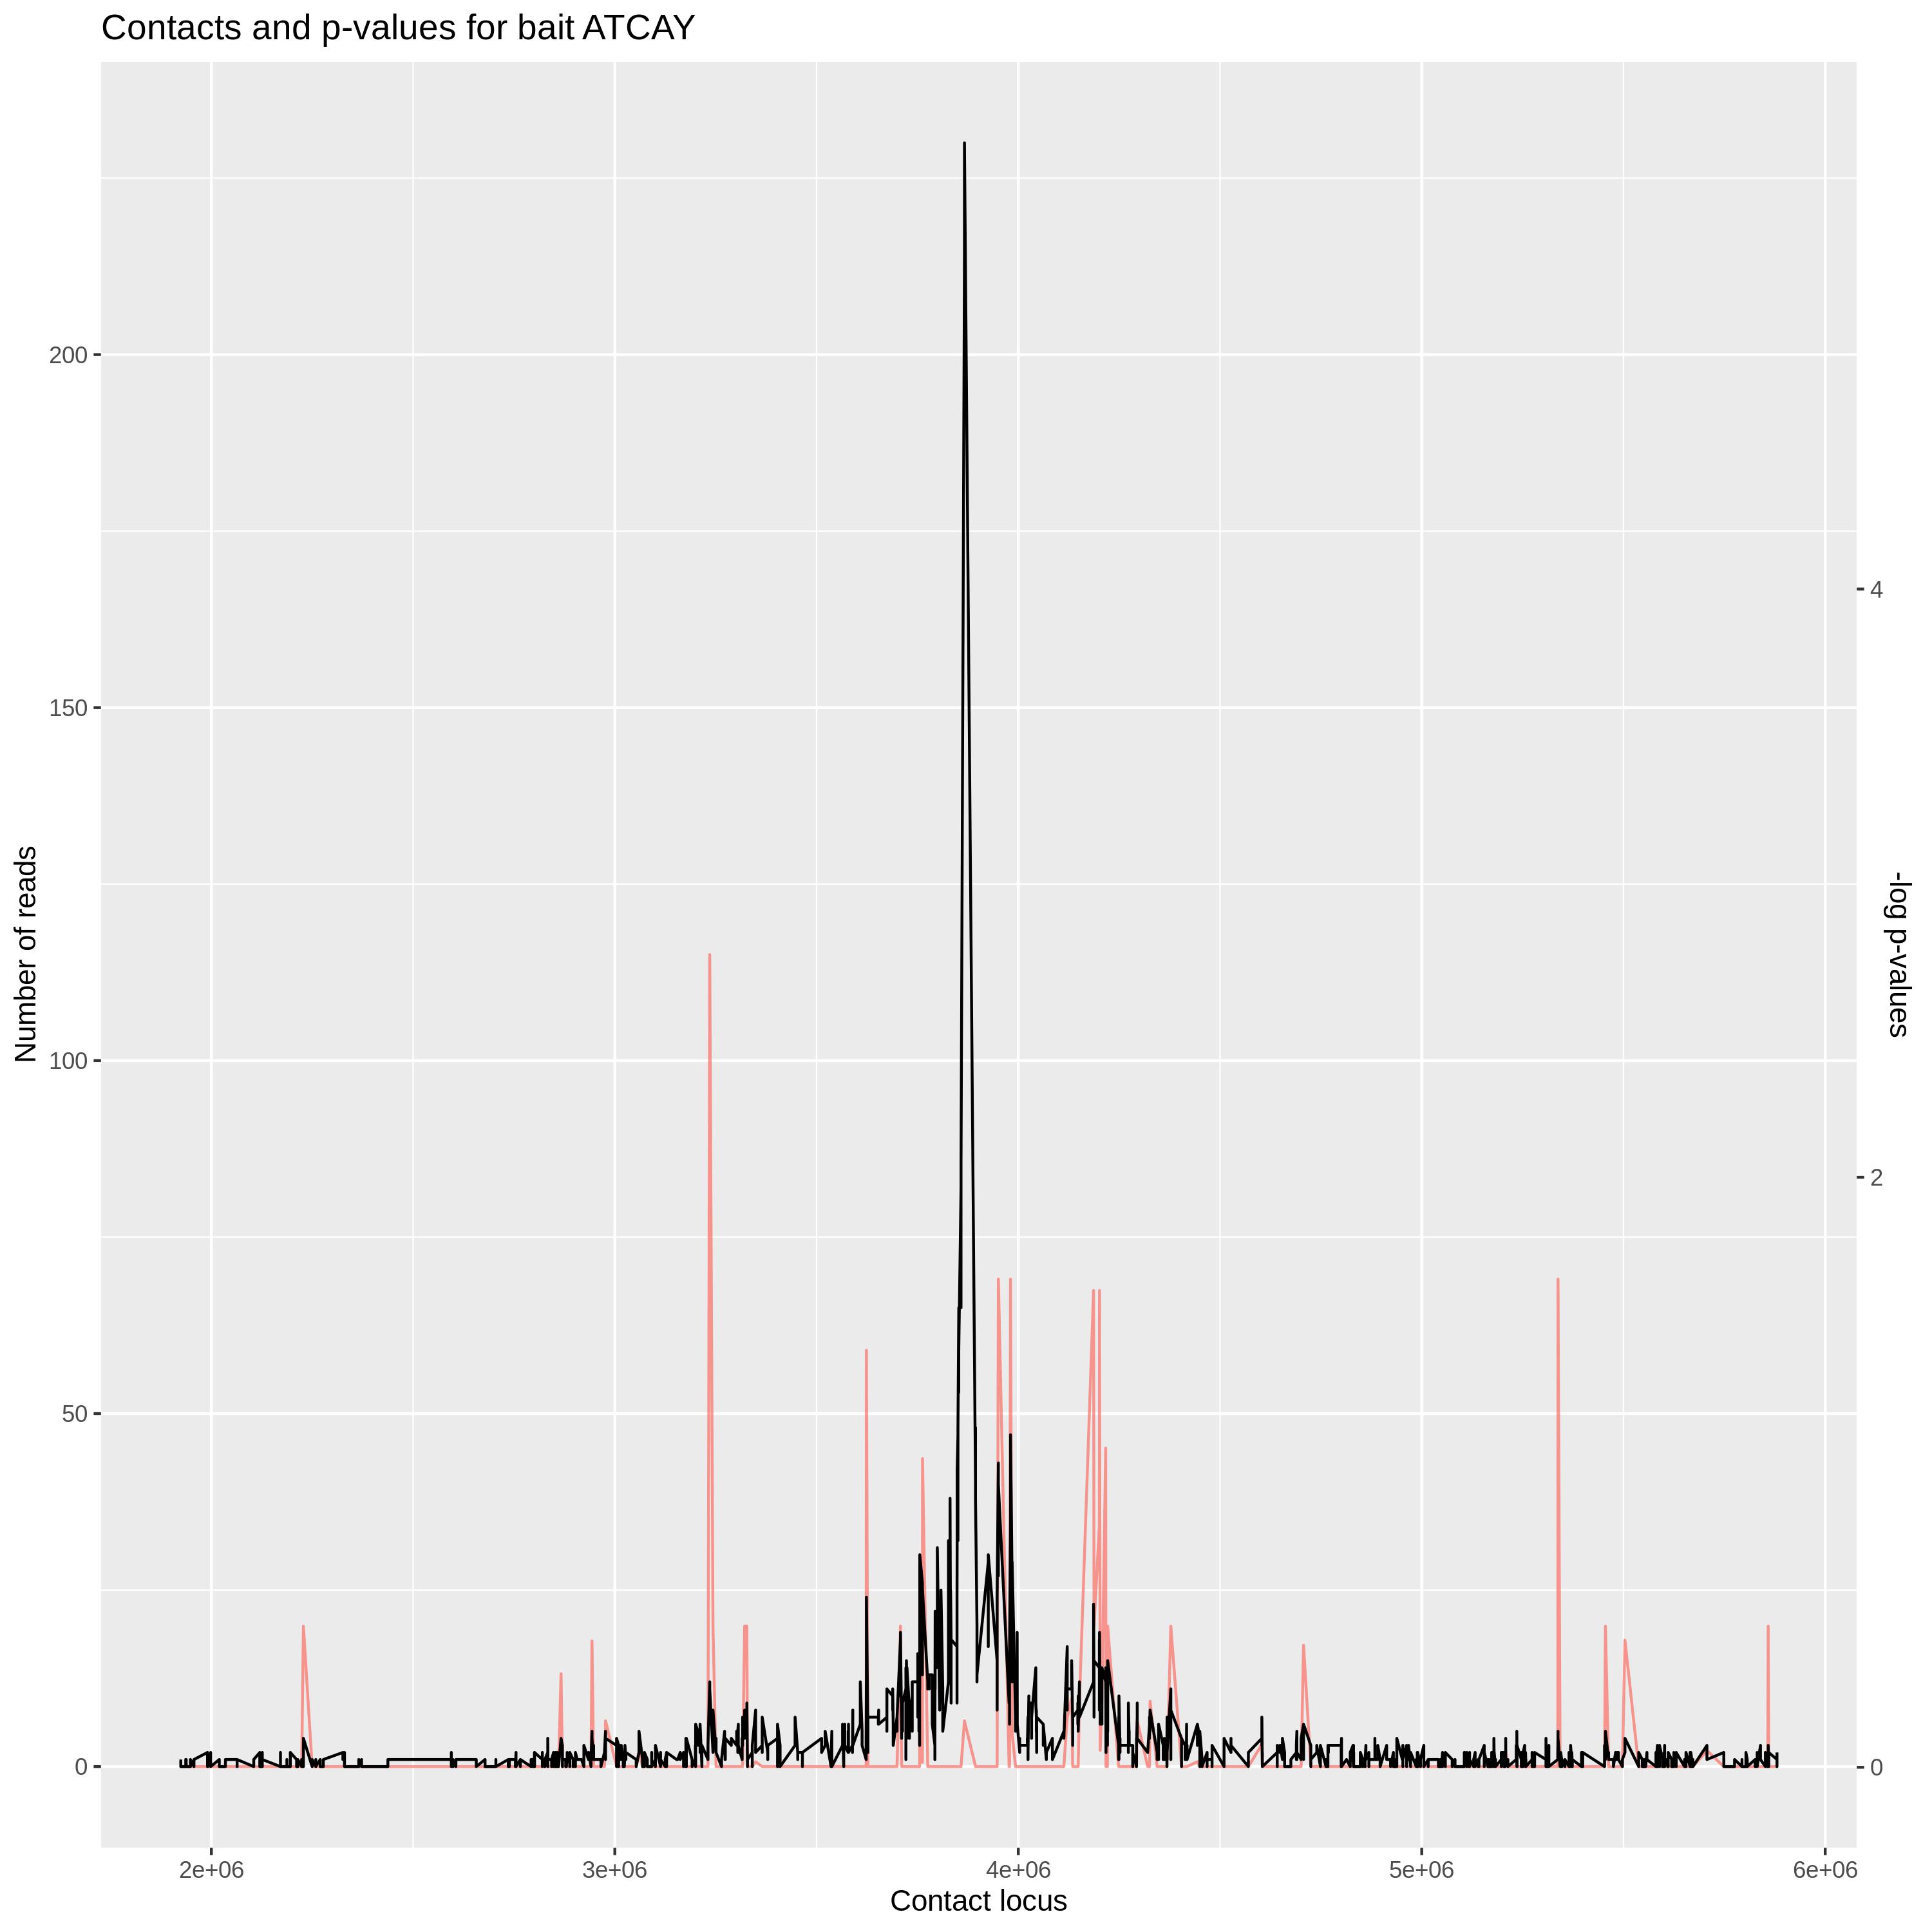 Contacts and p-values for bait ATCAY
Number of reads
200
150
100
50
0
4
2
0
-log p-values
2e+06
3e+06
4e+06
5e+06
6e+06
Contact locus